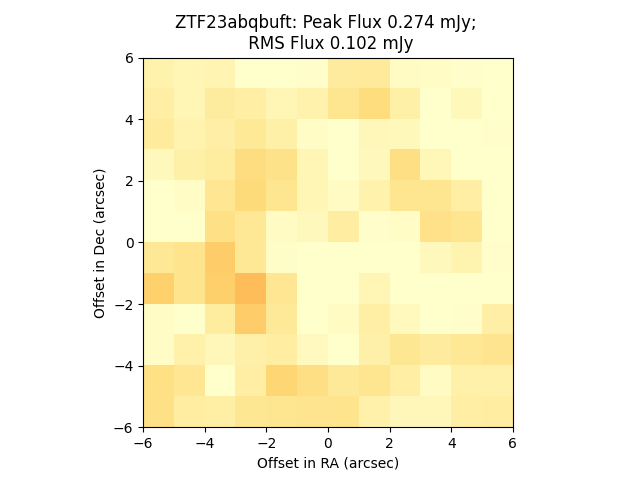 ZTF23abqbuft: Peak Flux 0.274 mJy;
RMS Flux 0.102 mJy
6
4
2
0
−2
−4
−6
Offset in Dec (arcsec)
−6 −4 −2 0 2 4 6
Offset in RA (arcsec)